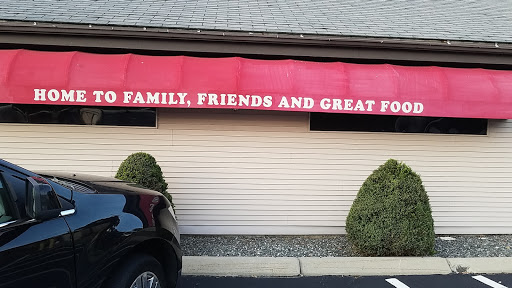 HOME TO FAMILY, FRIENDS AND GREAT FOOD